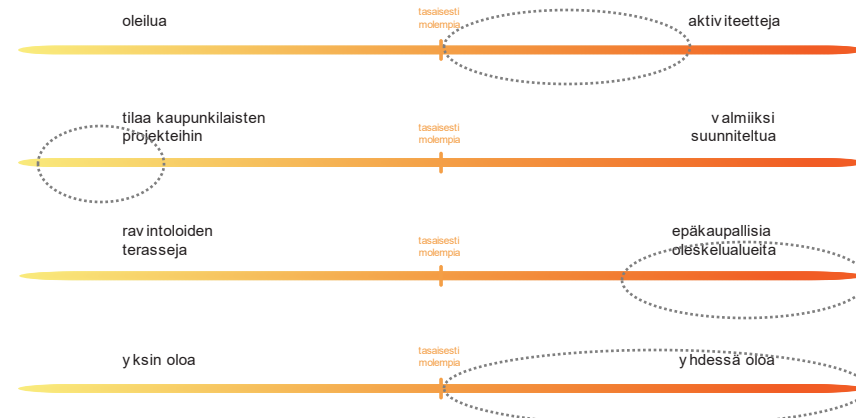 oleilua
tasaisesti
molempia
aktiviteetteja
tilaa kaupunkilaisten
projekteihin
tasaisesti
molempia
valmiiksi
suunniteltua
ravintoloiden
terasseja
tasaisesti
molempia
epäkaupallisia
oleskelualueita
yksin oloa
tasaisesti
molempia
yhdessä oloa